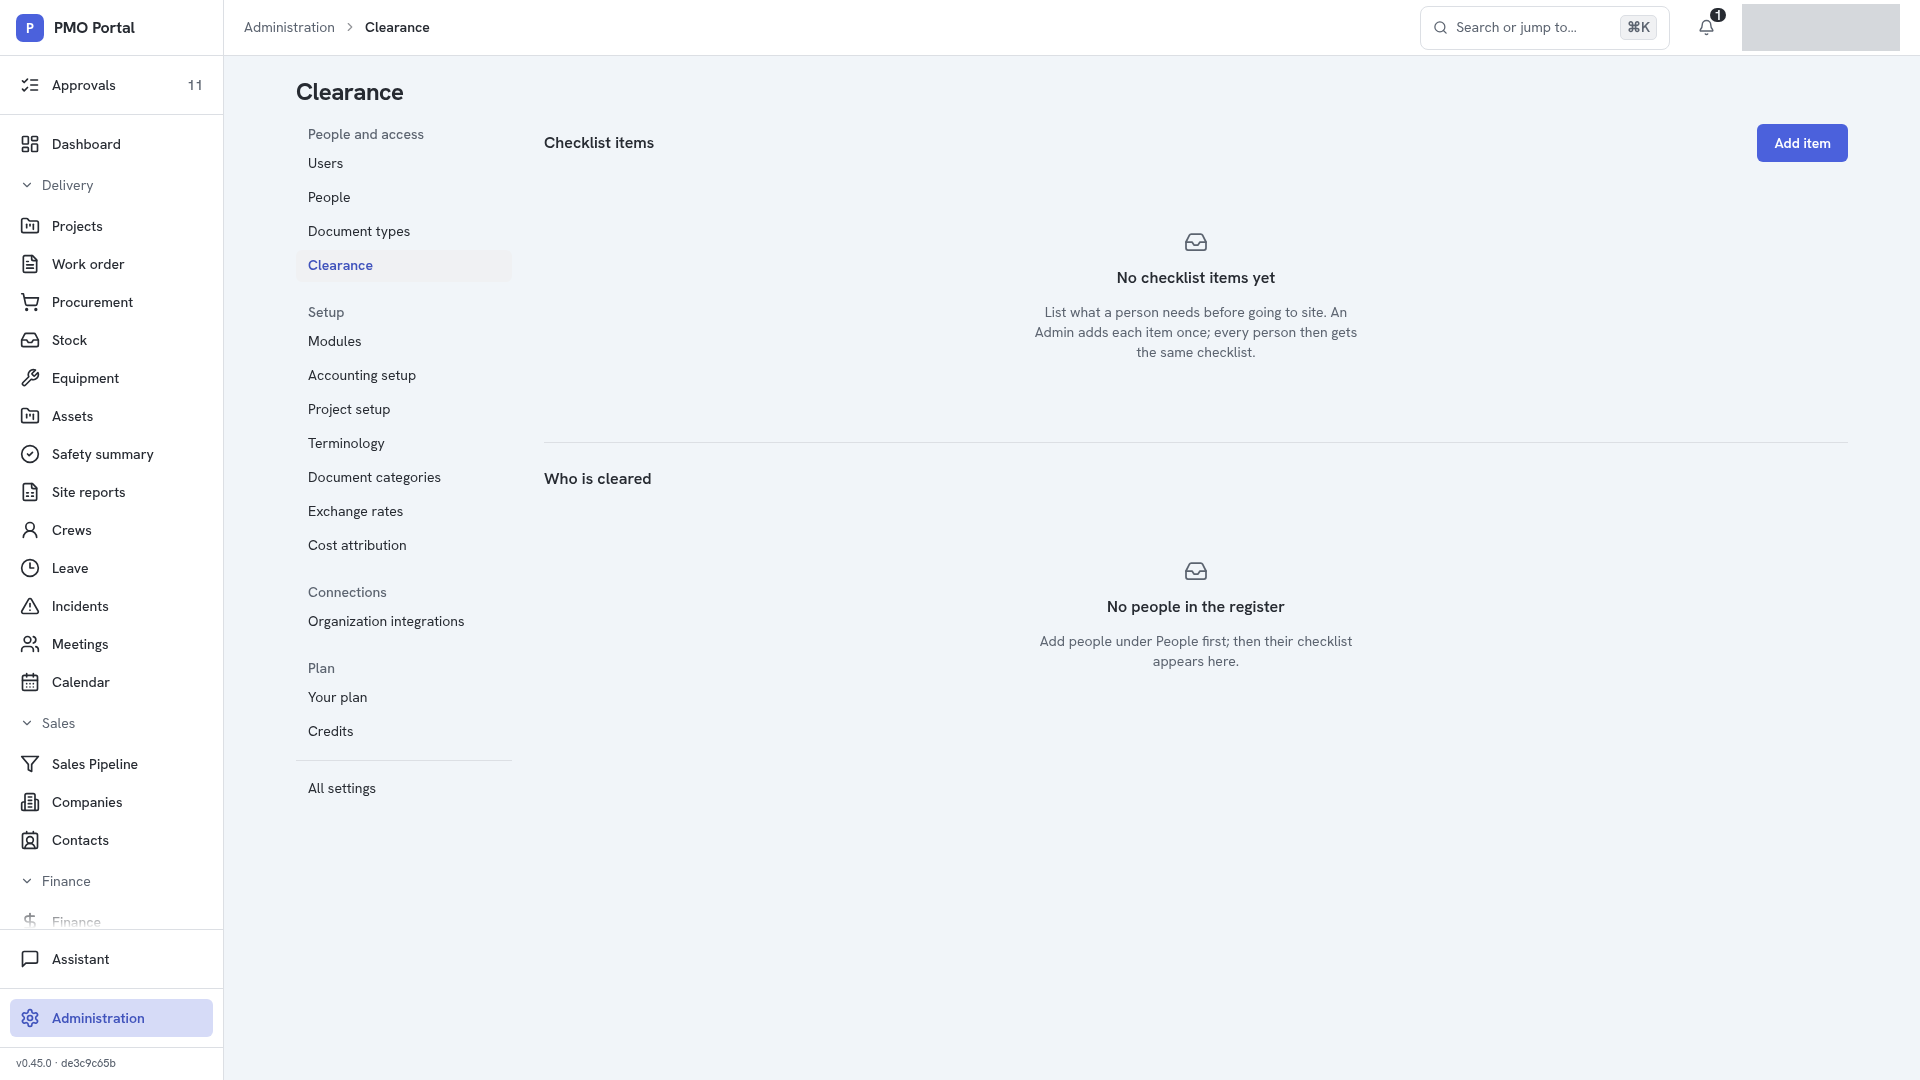 P PMO Portal
Administration > Clearance
Search or jump to... ⌘K
1
Approvals 11
Dashboard
Delivery
Projects
Work order
Procurement
Stock
Equipment
Assets
Safety summary
Site reports
Crews
Leave
Incidents
Meetings
Calendar
Sales
Sales Pipeline
Companies
Contacts
Finance
Finance
Assistant
Administration
v0.45.0 · de3c9c65b
Clearance
People and access
Users
People
Document types
Clearance
Setup
Modules
Accounting setup
Project setup
Terminology
Document categories
Exchange rates
Cost attribution
Connections
Organization integrations
Plan
Your plan
Credits
All settings
Checklist items
Add item
No checklist items yet
List what a person needs before going to site. An
Admin adds each item once; every person then gets
the same checklist.
Who is cleared
No people in the register
Add people under People first; then their checklist
appears here.